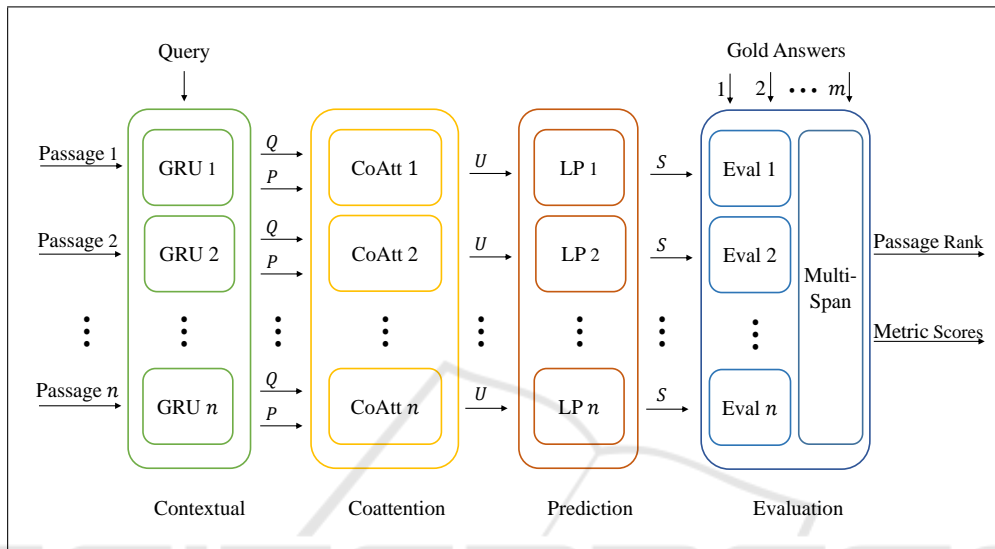 Query
Gold Answers
1 2 ••• m
Passage 1
GRU 1
Q
P
CoAtt 1
U
LP 1
S
Eval 1
Passage 2
GRU 2
Q
P
CoAtt 2
U
LP 2
S
Eval 2
Multi-
Span
Passage Rank
Metric Scores
Passage n
GRU n
Q
P
CoAtt n
U
LP n
S
Eval n
Contextual
Coattention
Prediction
Evaluation